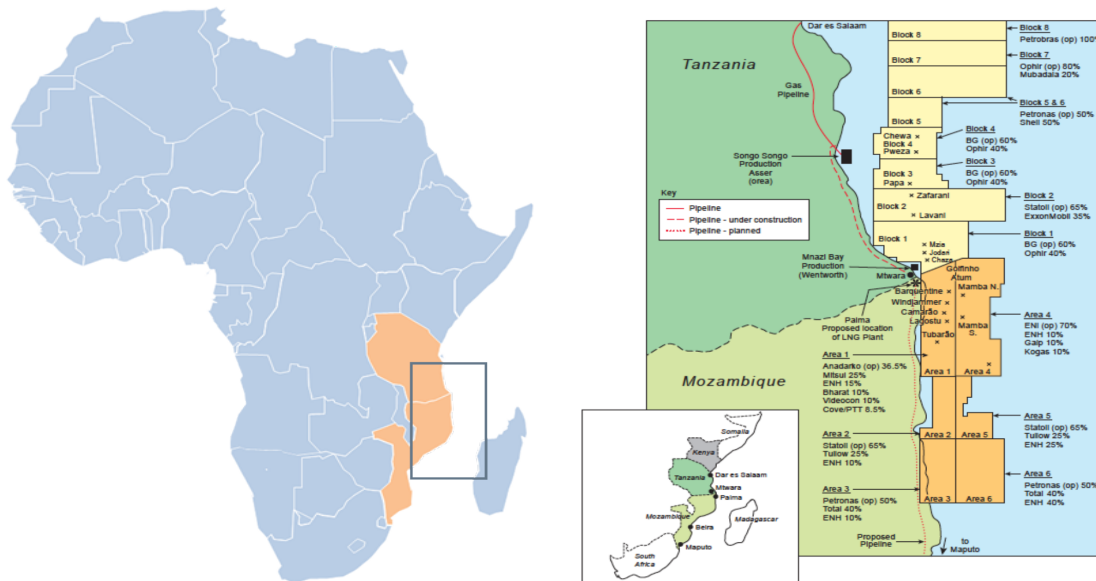 Dar es Salaam
Tanzania
Gas
Pipeline
Songo Songo
Production
Asser
(orea)
Key
Pipeline
Pipeline - under construction
Pipeline - planned
Mnazi Bay
Production
(Wentworth)
Mtwara
Palma
Proposed location
of LNG Plant
Mozambique
Block 8
Block 7
Block 6
Block 5
Chewa
Block 4
Pweza
Block 3
Papa
Zafarani
Block 2
Lavani
Block 1
Mzia
Jodari
Chaza
Golfinho
Atum
Mamba N.
Barquentine
Windjammer
Camarão
Lagostu
Mamba
S.
Tubarão
Area 1
Area 4
Area 2
Area 5
Area 3
Area 6
Block 8
Petrobras (op) 100%
Block 7
Ophir (op) 80%
Mubadala 20%
Block 5 & 6
Petronas (op) 50%
Shell 50%
Block 4
BG (op) 60%
Ophir 40%
Block 3
BG (op) 60%
Ophir 40%
Block 2
Statoil (op) 65%
ExxonMobil 35%
Block 1
BG (op) 60%
Ophir 40%
Area 4
ENI (op) 70%
ENH 10%
Galp 10%
Kogas 10%
Area 5
Statoll (op) 65%
Tullow 25%
ENH 25%
Area 6
Petronas (op) 50%
Total 40%
ENH 40%
Area 1
Anadarko (op) 36.5%
Mitsui 25%
ENH 15%
Bharat 10%
Videocon 10%
Cove/PTT 8.5%
Area 2
Statoll (op) 65%
Tullow 25%
ENH 10%
Area 3
Petronas (op) 50%
Total 40%
ENH 10%
Proposed
Pipeline
to
Maputo
Somalia
Kenya
Tanzania
Dar es Salaam
Mtwara
Palma
Mozambique
Madagascar
Beira
Maputo
South
Africa